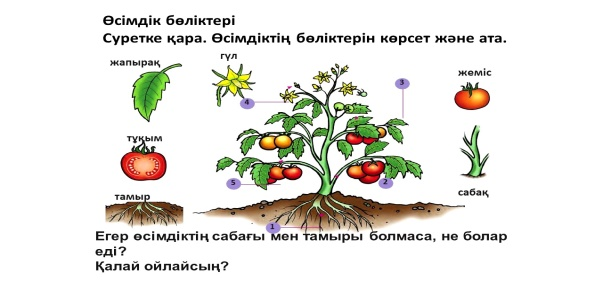 Өсімдік бөліктері
Суретке қара. Өсімдіктің бөліктерін көрсет және ата.
жапырақ
гүл
жеміс
3
4
тұқым
5
2
тамыр
сабақ
1
Егер өсімдіктің сабағы мен тамыры болмаса, не болар
еді?
Қалай ойлайсың?